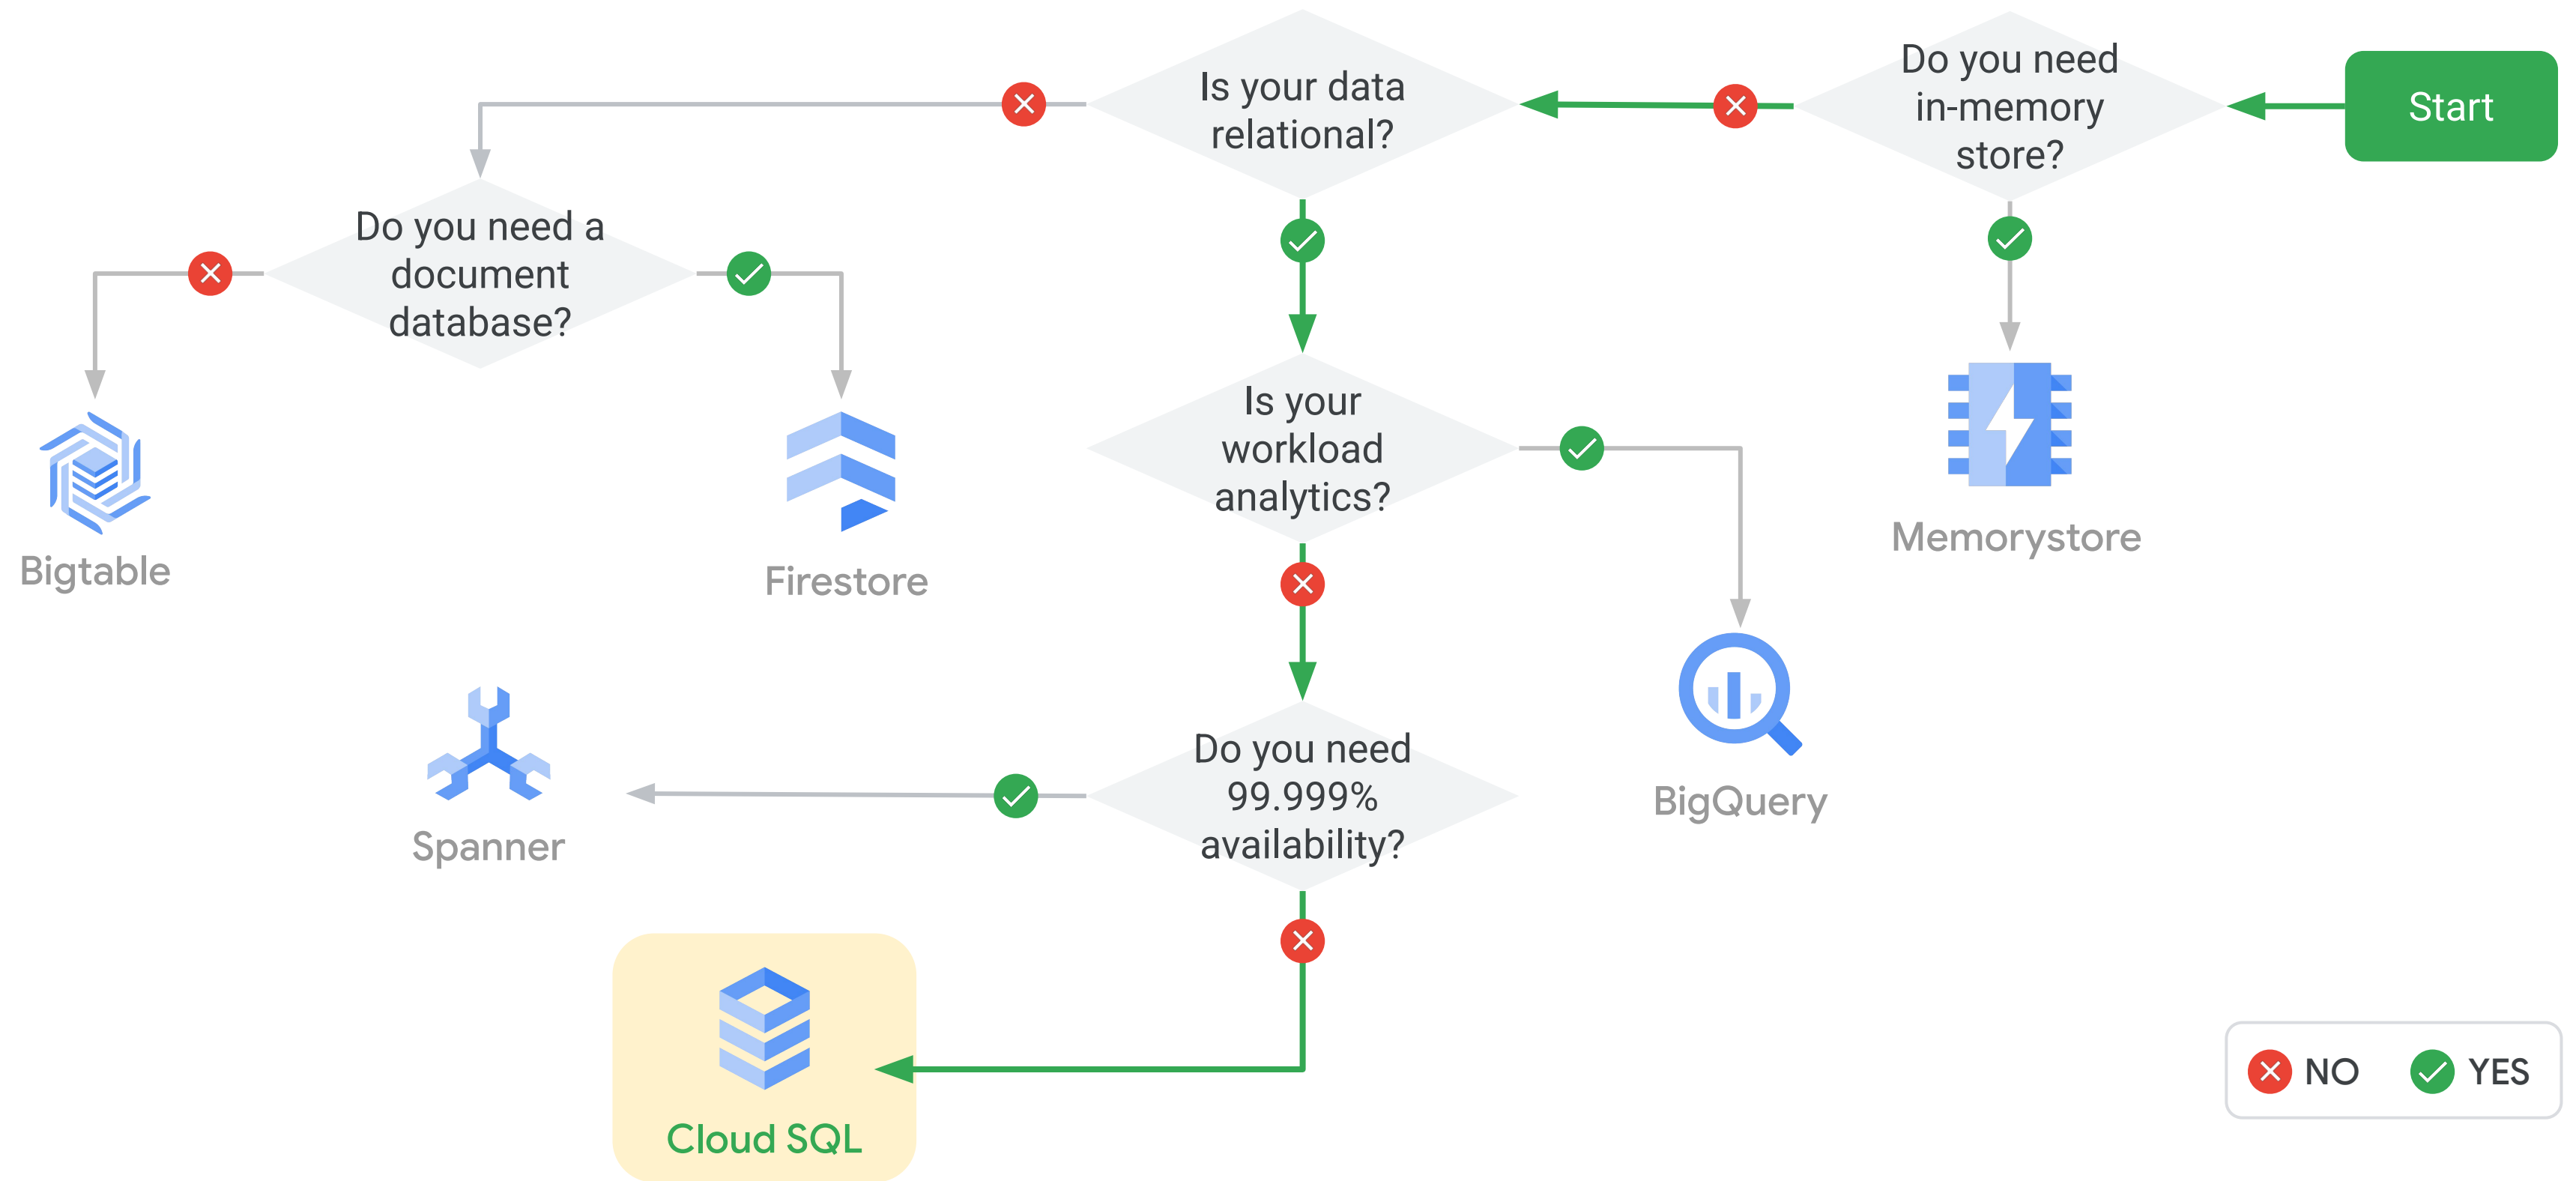 Start
Do you need
in-memory
store?
Is your data
relational?
Do you need a
document
database?
Is your
workload
analytics?
Memorystore
Bigtable
Firestore
Do you need
99.999%
availability?
BigQuery
Spanner
Cloud SQL
NO
YES